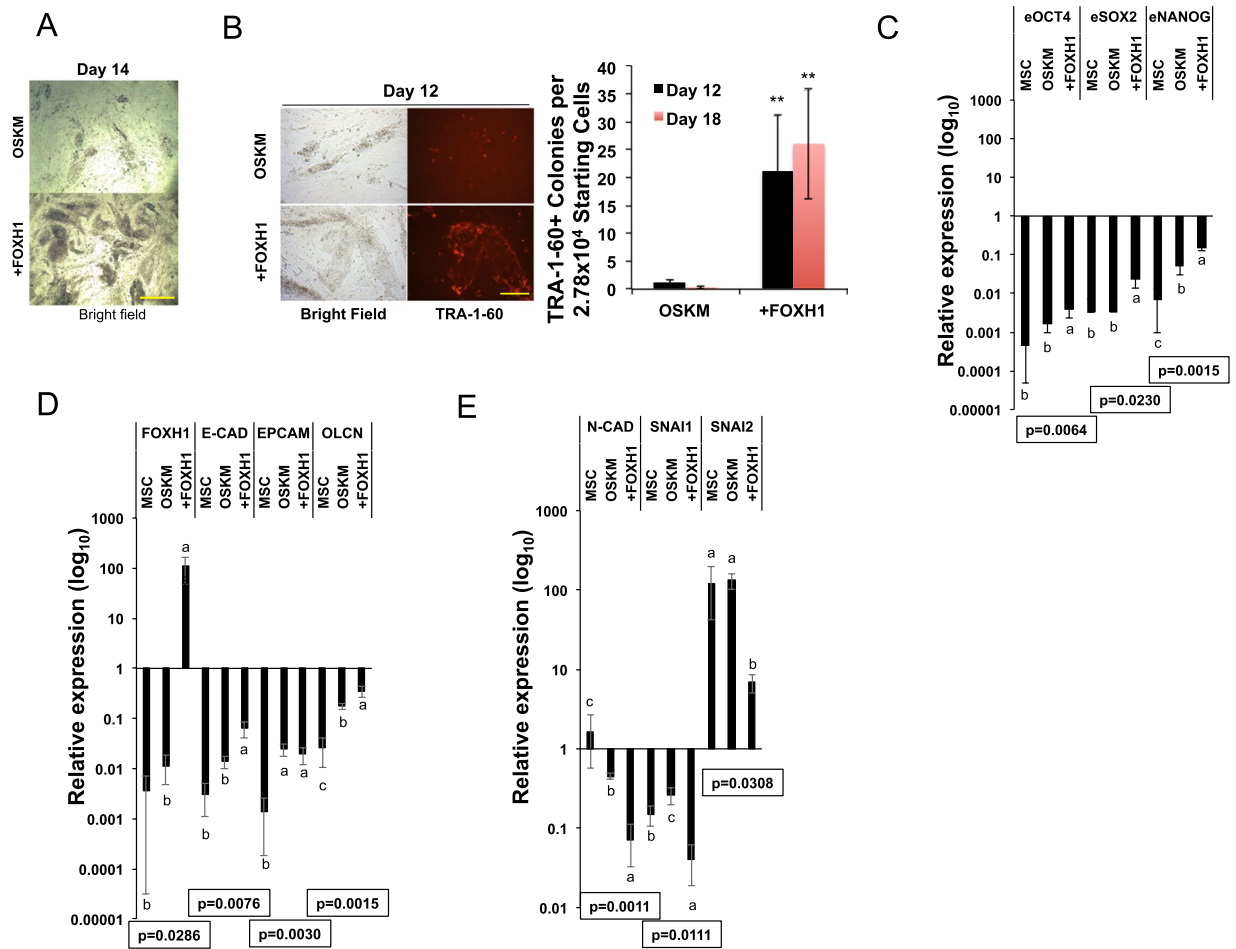 A
Day 14
OSKM
+FOXH1
Bright field
B
Day 12
OSKM
+FOXH1
Bright Field
TRA-1-60
TRA-1-60+ Colonies per
2.78x10⁴ Starting Cells
40
35
30
25
20
15
10
5
0
Day 12
Day 18
**
**
OSKM
+FOXH1
C
eOCT4 eSOX2 eNANOG
MSC OSKM +FOXH1 MSC OSKM +FOXH1 MSC OSKM +FOXH1
Relative expression (log₁₀)
1000
100
10
1
0.1
0.01
0.001
0.0001
0.00001
b b a b b a c b a
p=0.0064
p=0.0230
p=0.0015
D
FOXH1 E-CAD EPCAM OLCN
MSC OSKM +FOXH1 MSC OSKM +FOXH1 MSC OSKM +FOXH1 MSC OSKM +FOXH1
Relative expression (log₁₀)
1000
100
10
1
0.1
0.01
0.001
0.0001
0.00001
b b a b b a b a a c b a
p=0.0286
p=0.0076
p=0.0030
p=0.0015
E
N-CAD SNAI1 SNAI2
MSC OSKM +FOXH1 MSC OSKM +FOXH1 MSC OSKM +FOXH1
Relative expression (log₁₀)
1000
100
10
1
0.1
0.01
c b a b c a a a b
p=0.0011
p=0.0111
p=0.0308